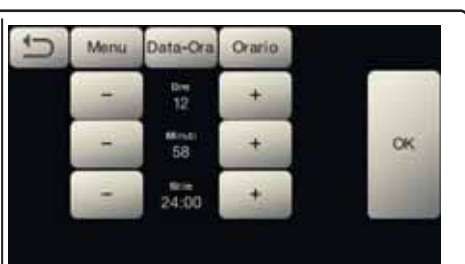 Menu Data-Ora Orario
- Ore +
12
- Minuti +
58 OK
- +
24:00